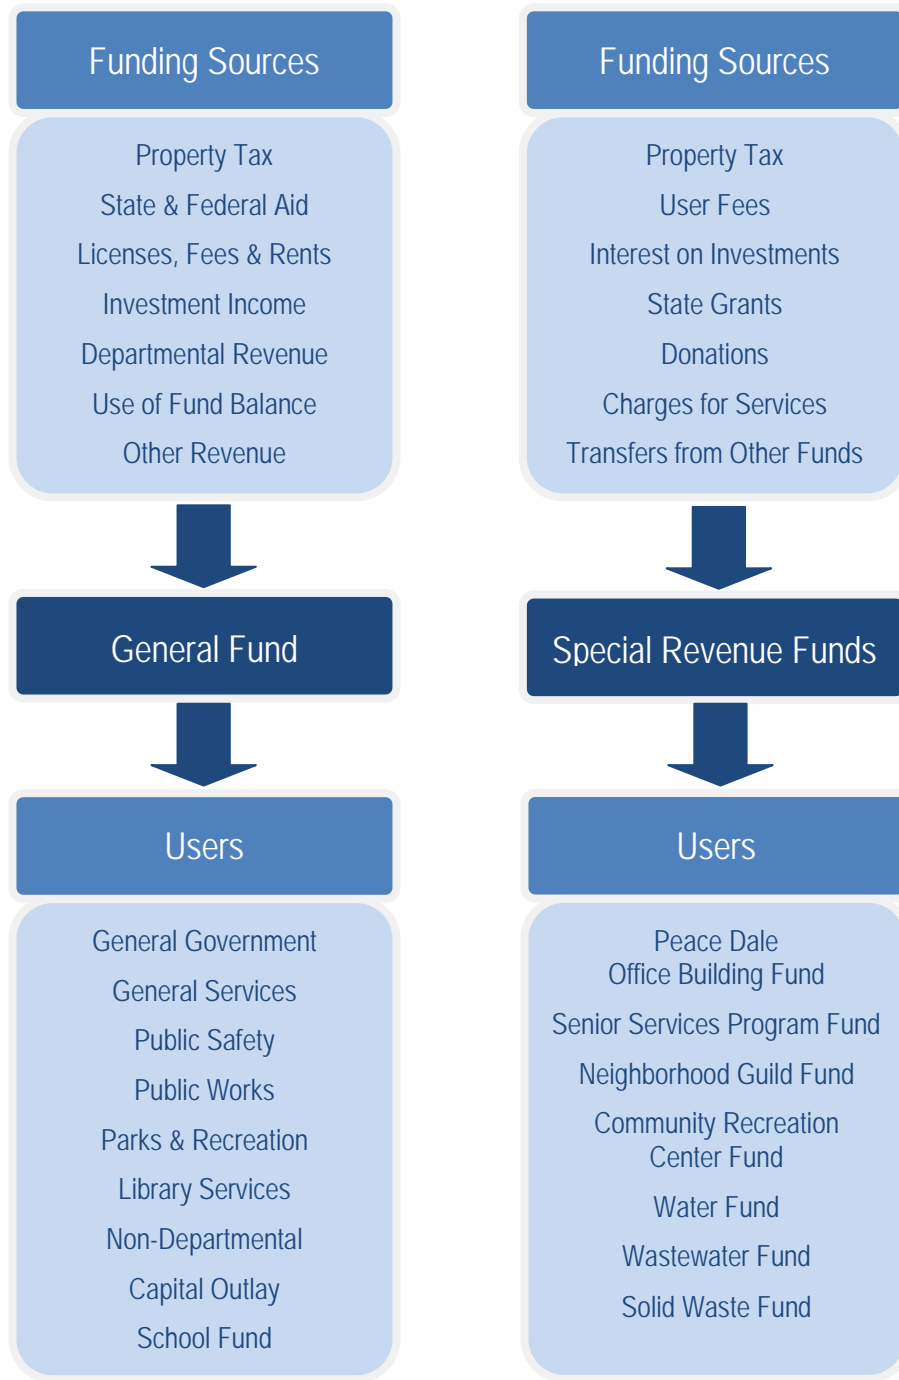 Funding Sources
Property Tax
State & Federal Aid
Licenses, Fees & Rents
Investment Income
Departmental Revenue
Use of Fund Balance
Other Revenue
General Fund
Users
General Government
General Services
Public Safety
Public Works
Parks & Recreation
Library Services
Non-Departmental
Capital Outlay
School Fund
Funding Sources
Property Tax
User Fees
Interest on Investments
State Grants
Donations
Charges for Services
Transfers from Other Funds
Special Revenue Funds
Users
Peace Dale
Office Building Fund
Senior Services Program Fund
Neighborhood Guild Fund
Community Recreation
Center Fund
Water Fund
Wastewater Fund
Solid Waste Fund